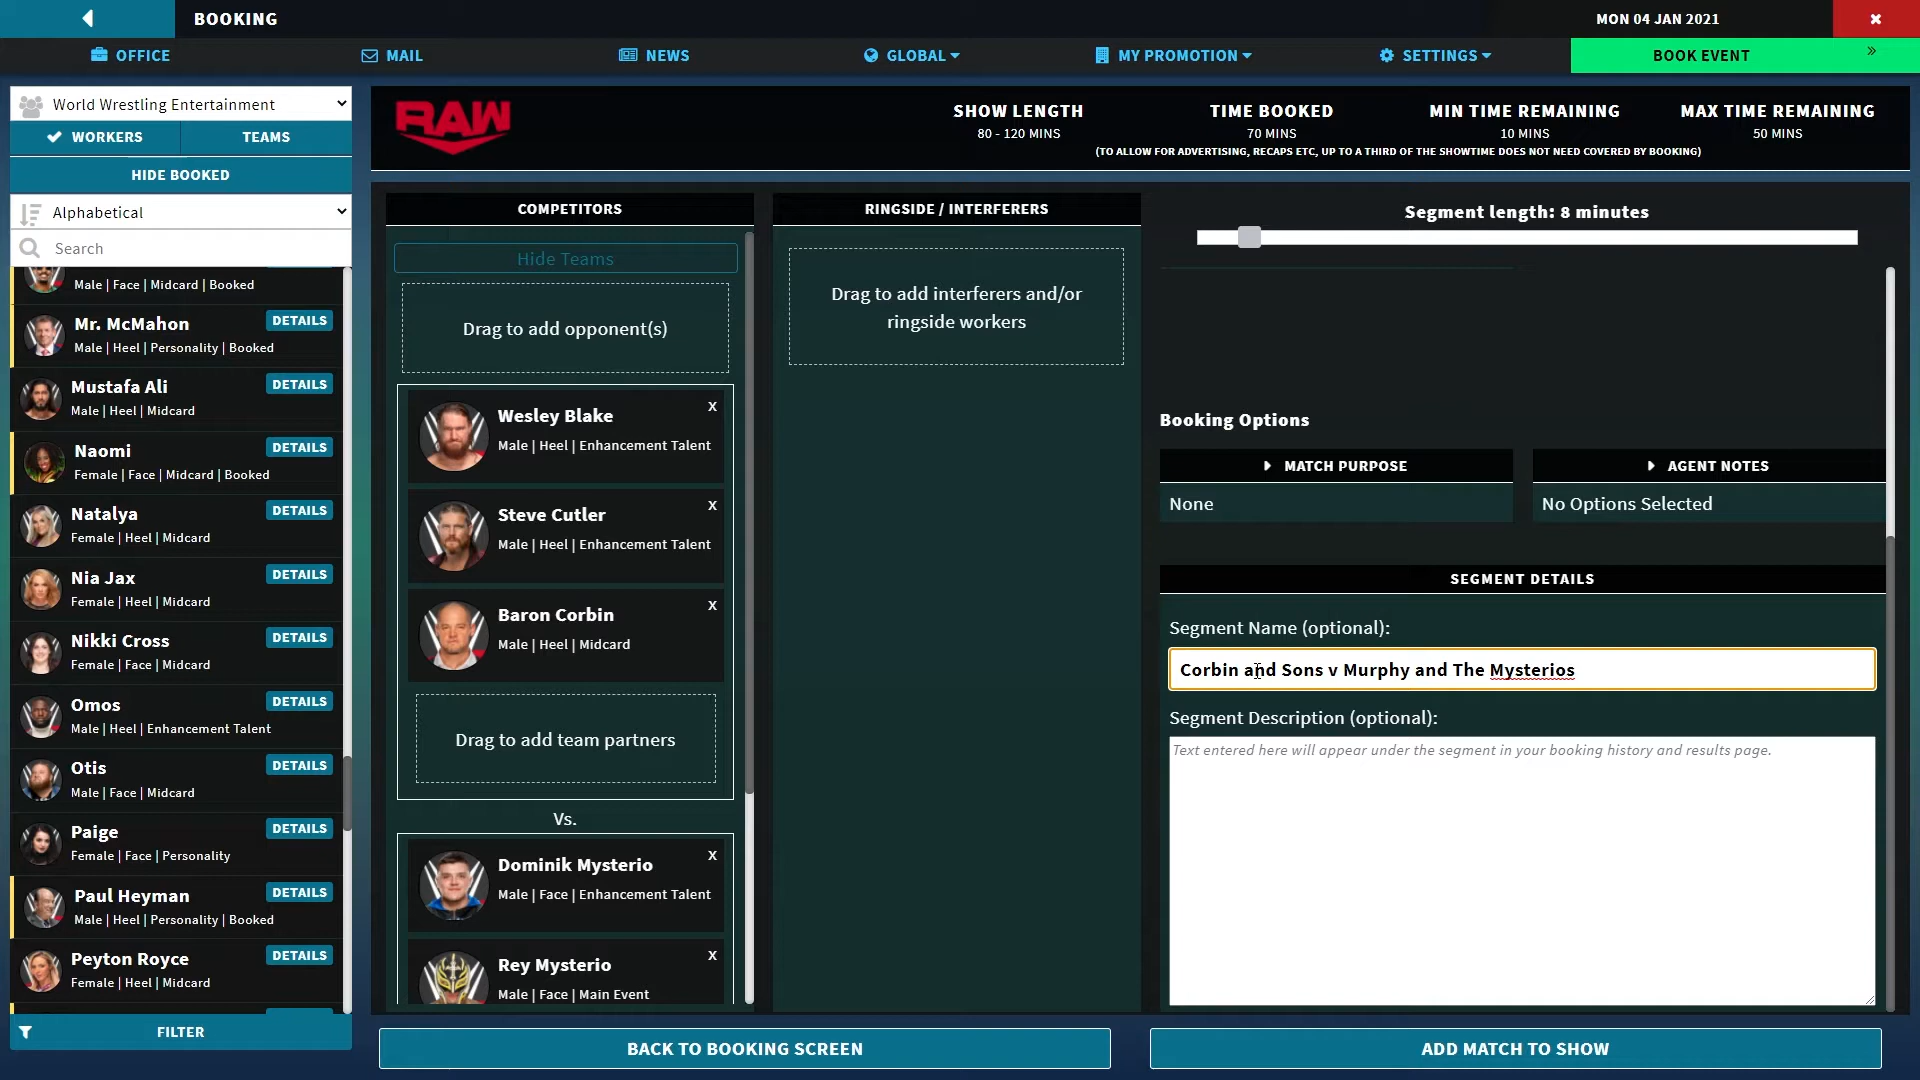 BOOKING
MON 04 JAN 2021
OFFICE
MAIL
NEWS
GLOBAL
MY PROMOTION
SETTINGS
BOOK EVENT
World Wrestling Entertainment
WORKERS
TEAMS
HIDE BOOKED
Alphabetical
Search
Male | Face | Midcard | Booked
Mr. McMahon
DETAILS
Male | Heel | Personality | Booked
Mustafa Ali
DETAILS
Male | Heel | Midcard
Naomi
DETAILS
Female | Face | Midcard | Booked
Natalya
DETAILS
Female | Heel | Midcard
Nia Jax
DETAILS
Female | Heel | Midcard
Nikki Cross
DETAILS
Female | Face | Midcard
Omos
DETAILS
Male | Heel | Enhancement Talent
Otis
DETAILS
Male | Face | Midcard
Paige
DETAILS
Female | Face | Personality
Paul Heyman
DETAILS
Male | Heel | Personality | Booked
Peyton Royce
DETAILS
Female | Heel | Midcard
FILTER
RAW
SHOW LENGTH
80 - 120 MINS
TIME BOOKED
70 MINS
MIN TIME REMAINING
10 MINS
MAX TIME REMAINING
50 MINS
(TO ALLOW FOR ADVERTISING, RECAPS ETC, UP TO A THIRD OF THE SHOWTIME DOES NOT NEED COVERED BY BOOKING)
COMPETITORS
Hide Teams
Drag to add opponent(s)
Wesley Blake
X
Male | Heel | Enhancement Talent
Steve Cutler
X
Male | Heel | Enhancement Talent
Baron Corbin
X
Male | Heel | Midcard
Drag to add team partners
Vs.
Dominik Mysterio
X
Male | Face | Enhancement Talent
Rey Mysterio
X
Male | Face | Main Event
RINGSIDE / INTERFERERS
Drag to add interferers and/or
ringside workers
Segment length: 8 minutes
Booking Options
MATCH PURPOSE
None
AGENT NOTES
No Options Selected
SEGMENT DETAILS
Segment Name (optional):
Corbin and Sons v Murphy and The Mysterios
Segment Description (optional):
Text entered here will appear under the segment in your booking history and results page.
BACK TO BOOKING SCREEN
ADD MATCH TO SHOW